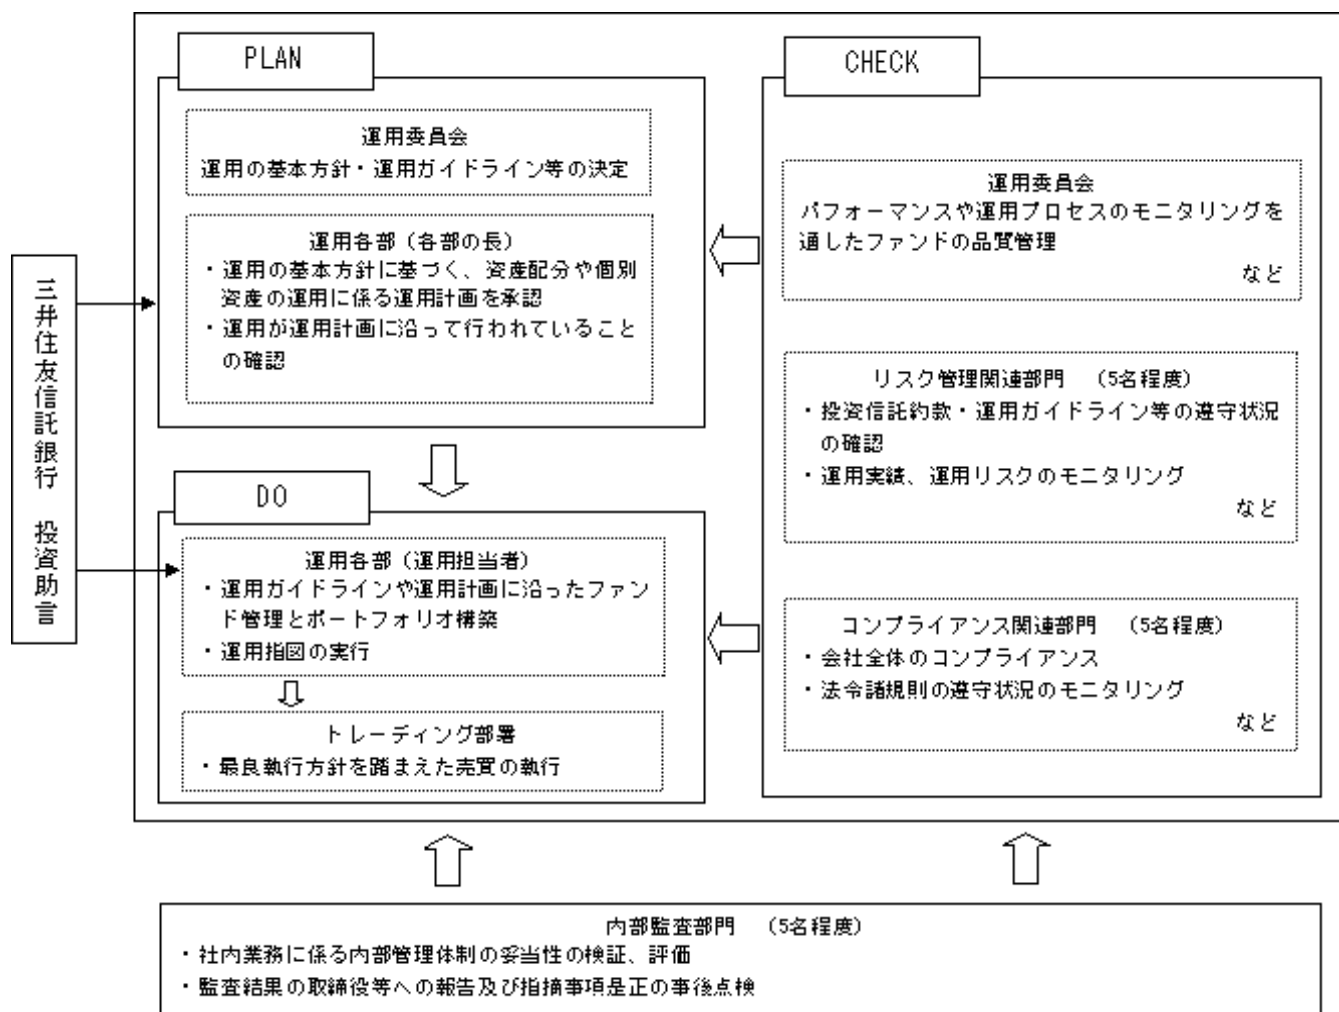 PLAN
運用委員会
運用の基本方針・運用ガイドライン等の決定
運用各部（各部の長）
・運用の基本方針に基づく、資産配分や個別
資産の運用に係る運用計画を承認
・運用が運用計画に沿って行われていること
の確認
三井住友信託銀行　投資助言
DO
運用各部（運用担当者）
・運用ガイドラインや運用計画に沿ったファン
ド管理とポートフォリオ構築
・運用指図の実行
トレーディング部署
・最良執行方針を踏まえた売買の執行
CHECK
運用委員会
パフォーマンスや運用プロセスのモニタリングを
通したファンドの品質管理
など
リスク管理関連部門　（5名程度）
・投資信託約款・運用ガイドライン等の遵守状況
の確認
・運用実績、運用リスクのモニタリング
など
コンプライアンス関連部門　（5名程度）
・会社全体のコンプライアンス
・法令諸規則の遵守状況のモニタリング
など
内部監査部門　（5名程度）
・社内業務に係る内部管理体制の妥当性の検証、評価
・監査結果の取締役等への報告及び指摘事項是正の事後点検